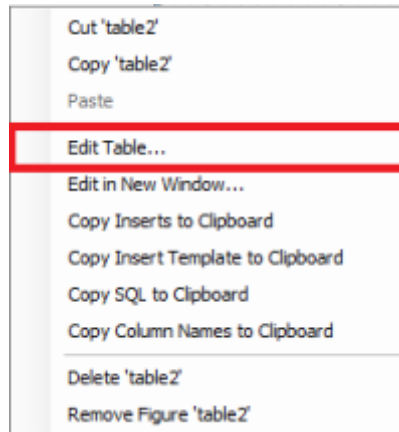 Cut 'table2'
Copy 'table2'
Paste
Edit Table...
Edit in New Window...
Copy Inserts to Clipboard
Copy Insert Template to Clipboard
Copy SQL to Clipboard
Copy Column Names to Clipboard
Delete 'table2'
Remove Figure 'table2'